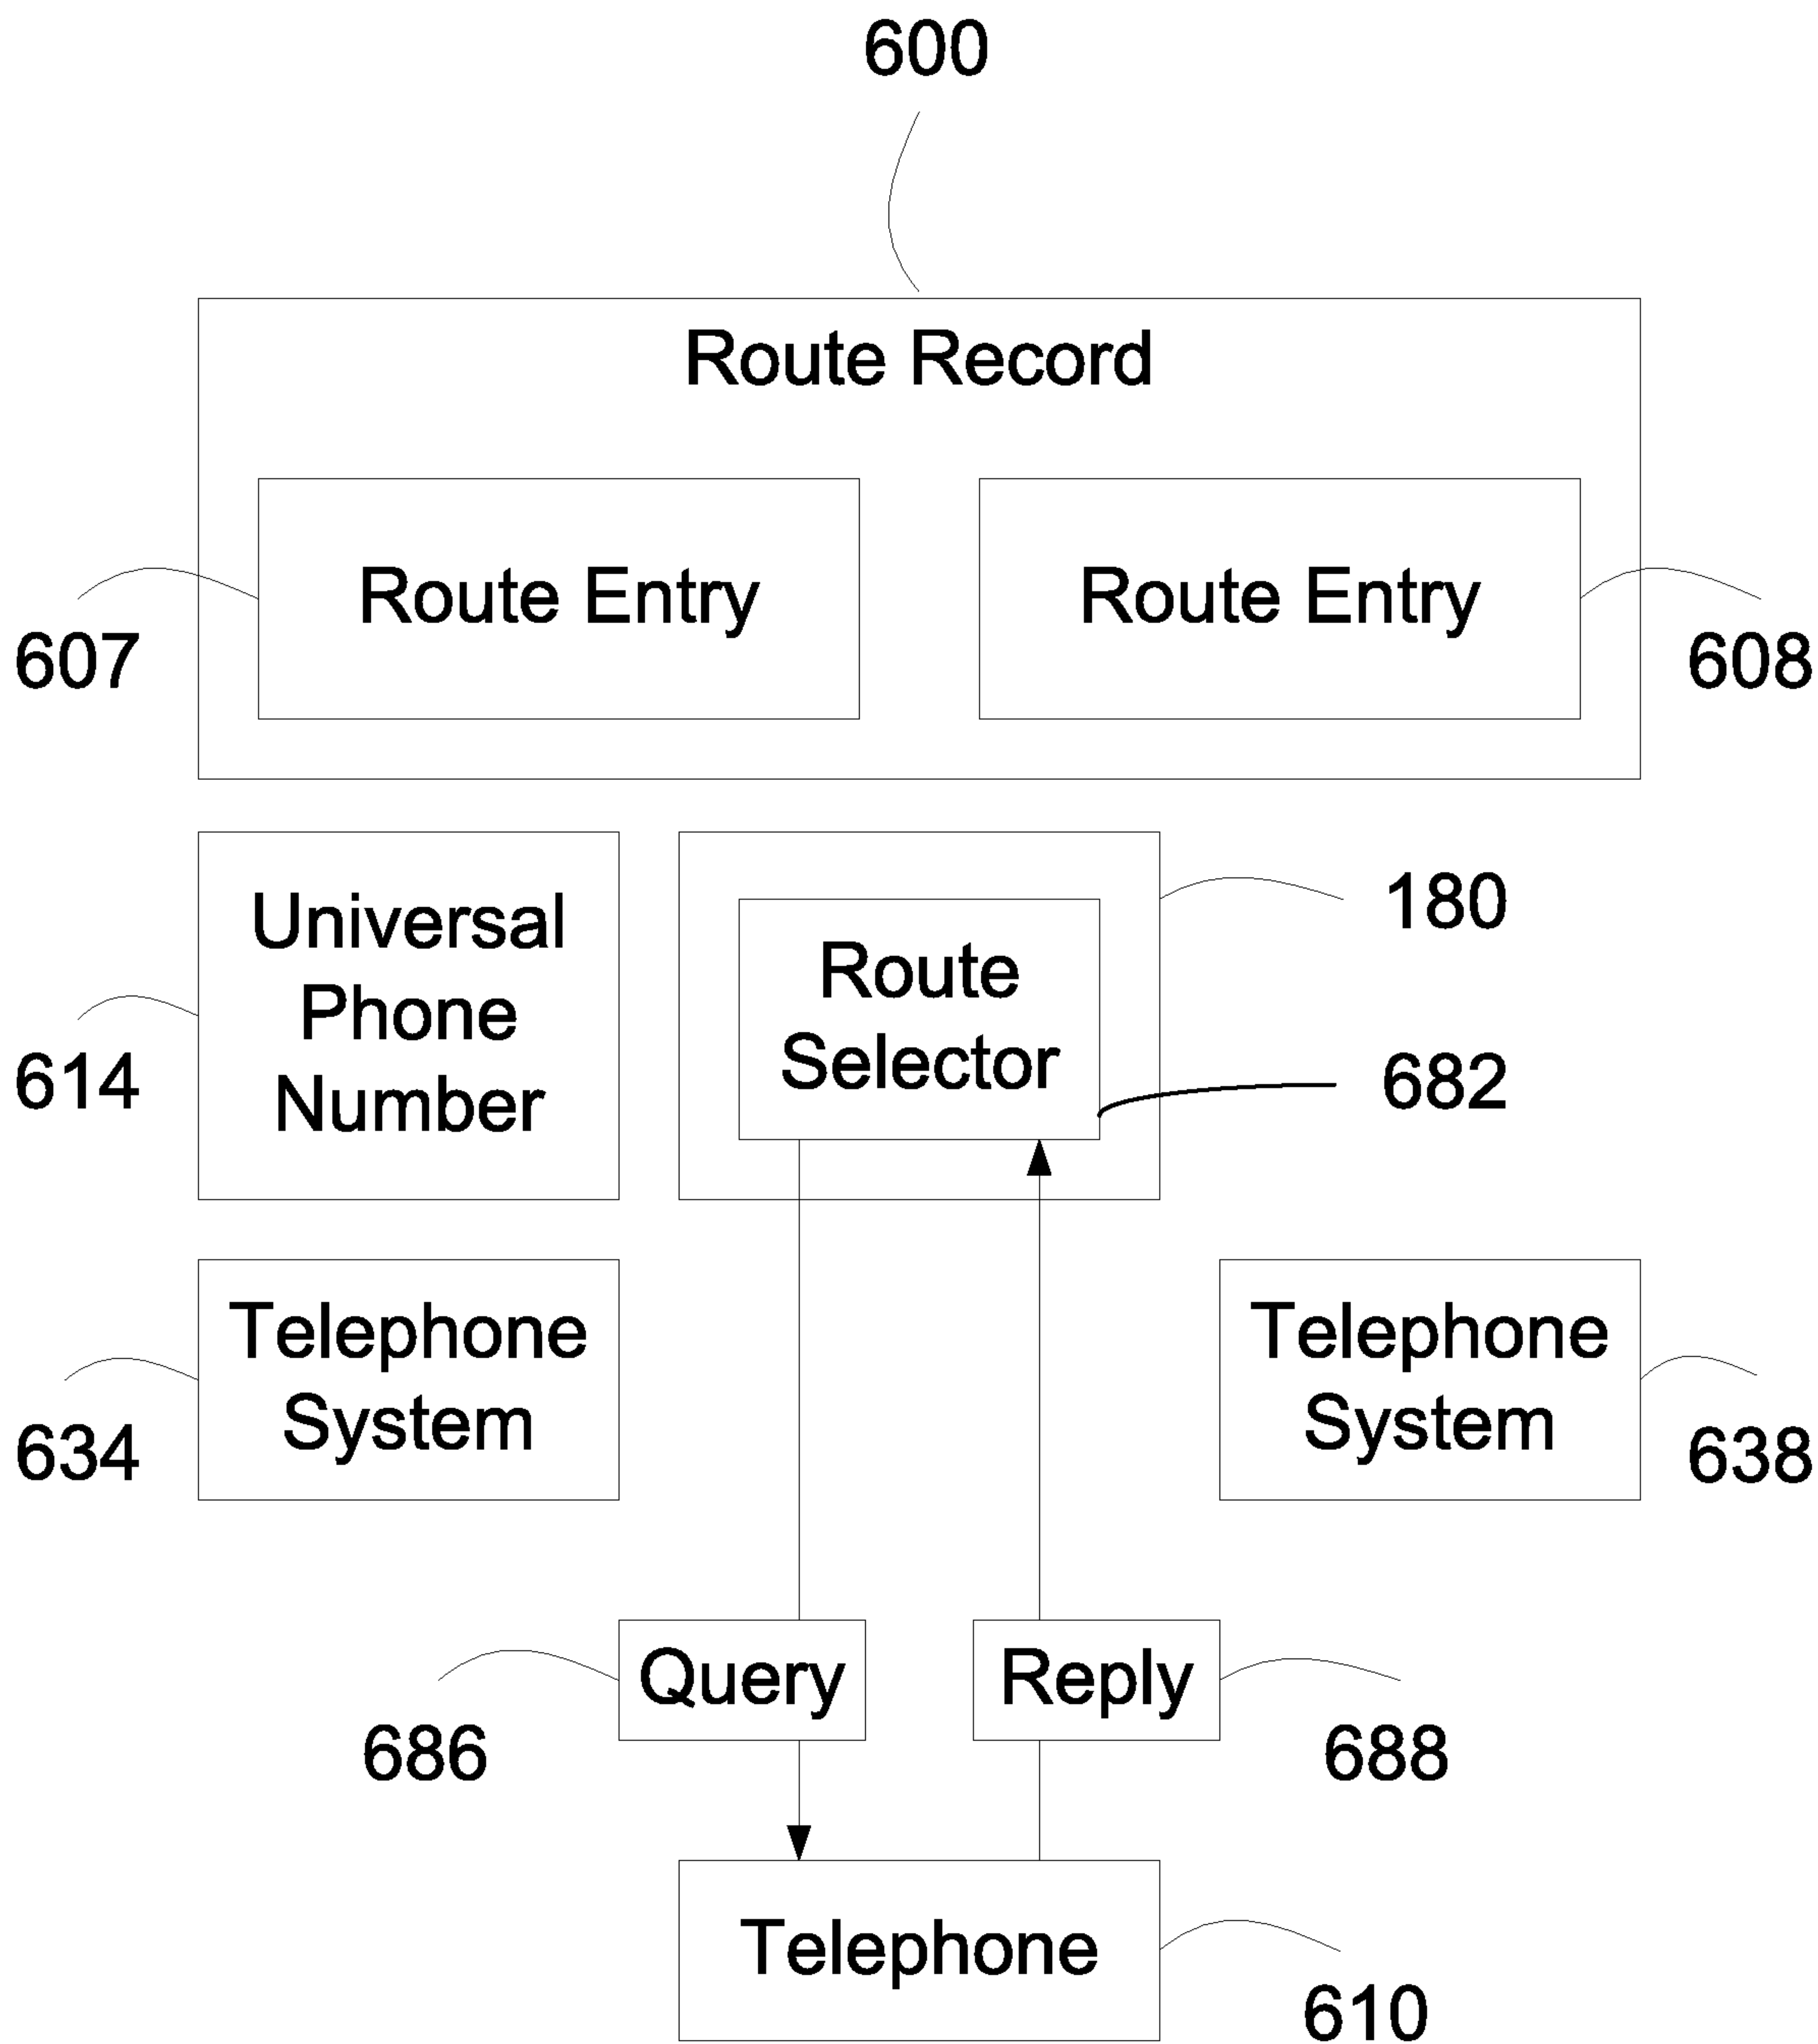 600
Route Record
Route Entry
Route Entry
607
608
Universal
Phone
Number
614
Route
Selector
180
682
Telephone
System
634
Telephone
System
638
Query
Reply
686
688
Telephone
610